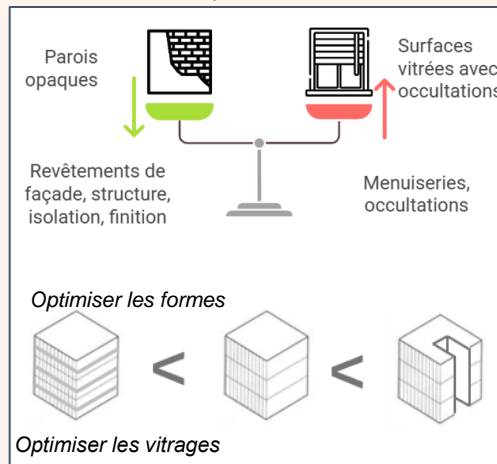 Parois
opaques
Surfaces
vitrées avec
occultations
Revêtements de
façade, structure,
isolation, finition
Menuiseries,
occultations
Optimiser les formes
< <
Optimiser les vitrages